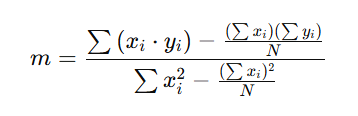 m = \frac{\sum (x_i \cdot y_i) - \frac{(\sum x_i)(\sum y_i)}{N}}{\sum x_i^2 - \frac{(\sum x_i)^2}{N}}